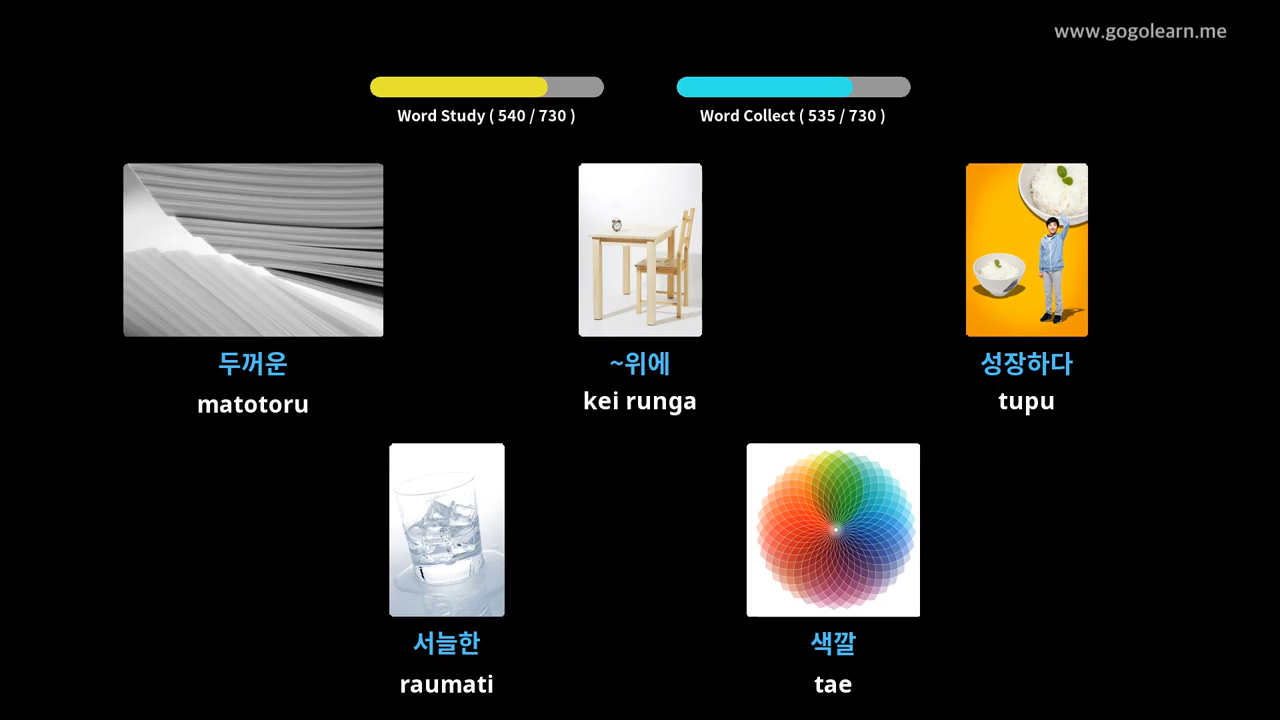 www.gogolearn.me
Word Study ( 540 / 730 )
Word Collect ( 535 / 730 )
두꺼운
matotoru
~위에
kei runga
성장하다
tupu
서늘한
raumati
색깔
tae